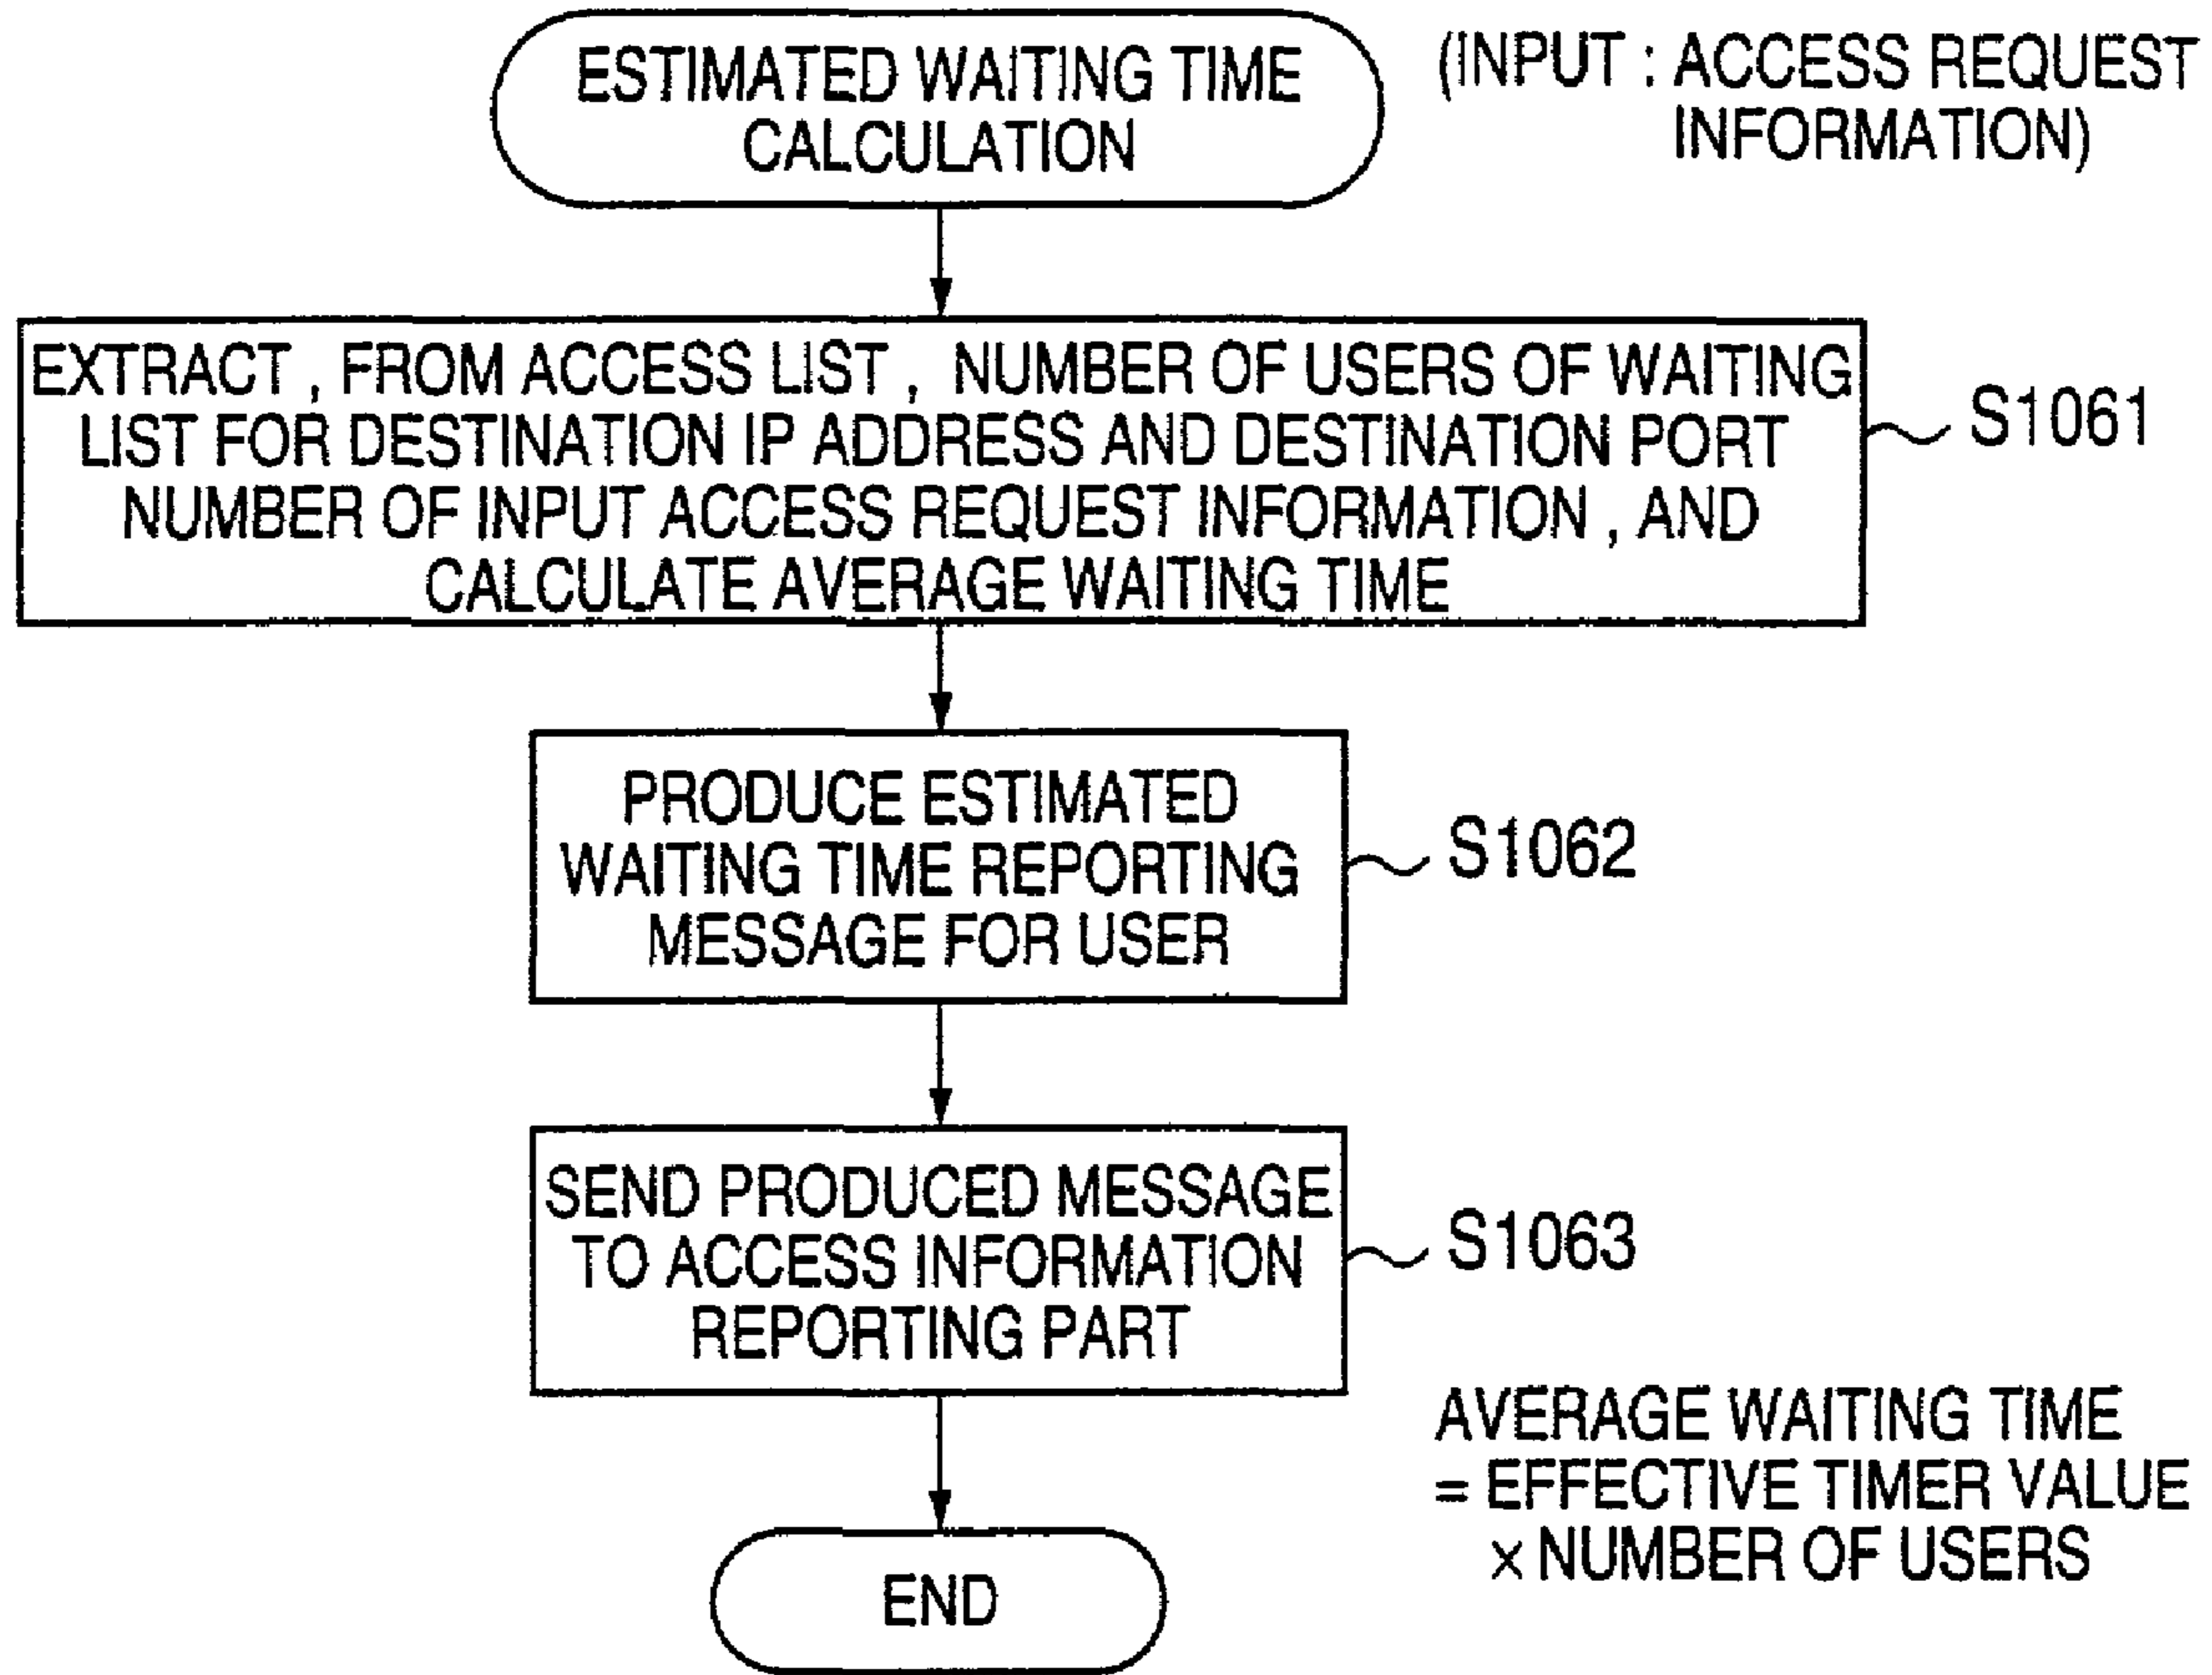 ESTIMATED WAITING TIME
CALCULATION
(INPUT : ACCESS REQUEST
INFORMATION)
EXTRACT , FROM ACCESS LIST , NUMBER OF USERS OF WAITING
LIST FOR DESTINATION IP ADDRESS AND DESTINATION PORT
NUMBER OF INPUT ACCESS REQUEST INFORMATION , AND
CALCULATE AVERAGE WAITING TIME
S1061
PRODUCE ESTIMATED
WAITING TIME REPORTING
MESSAGE FOR USER
S1062
SEND PRODUCED MESSAGE
TO ACCESS INFORMATION
REPORTING PART
S1063
AVERAGE WAITING TIME
= EFFECTIVE TIMER VALUE
× NUMBER OF USERS
END